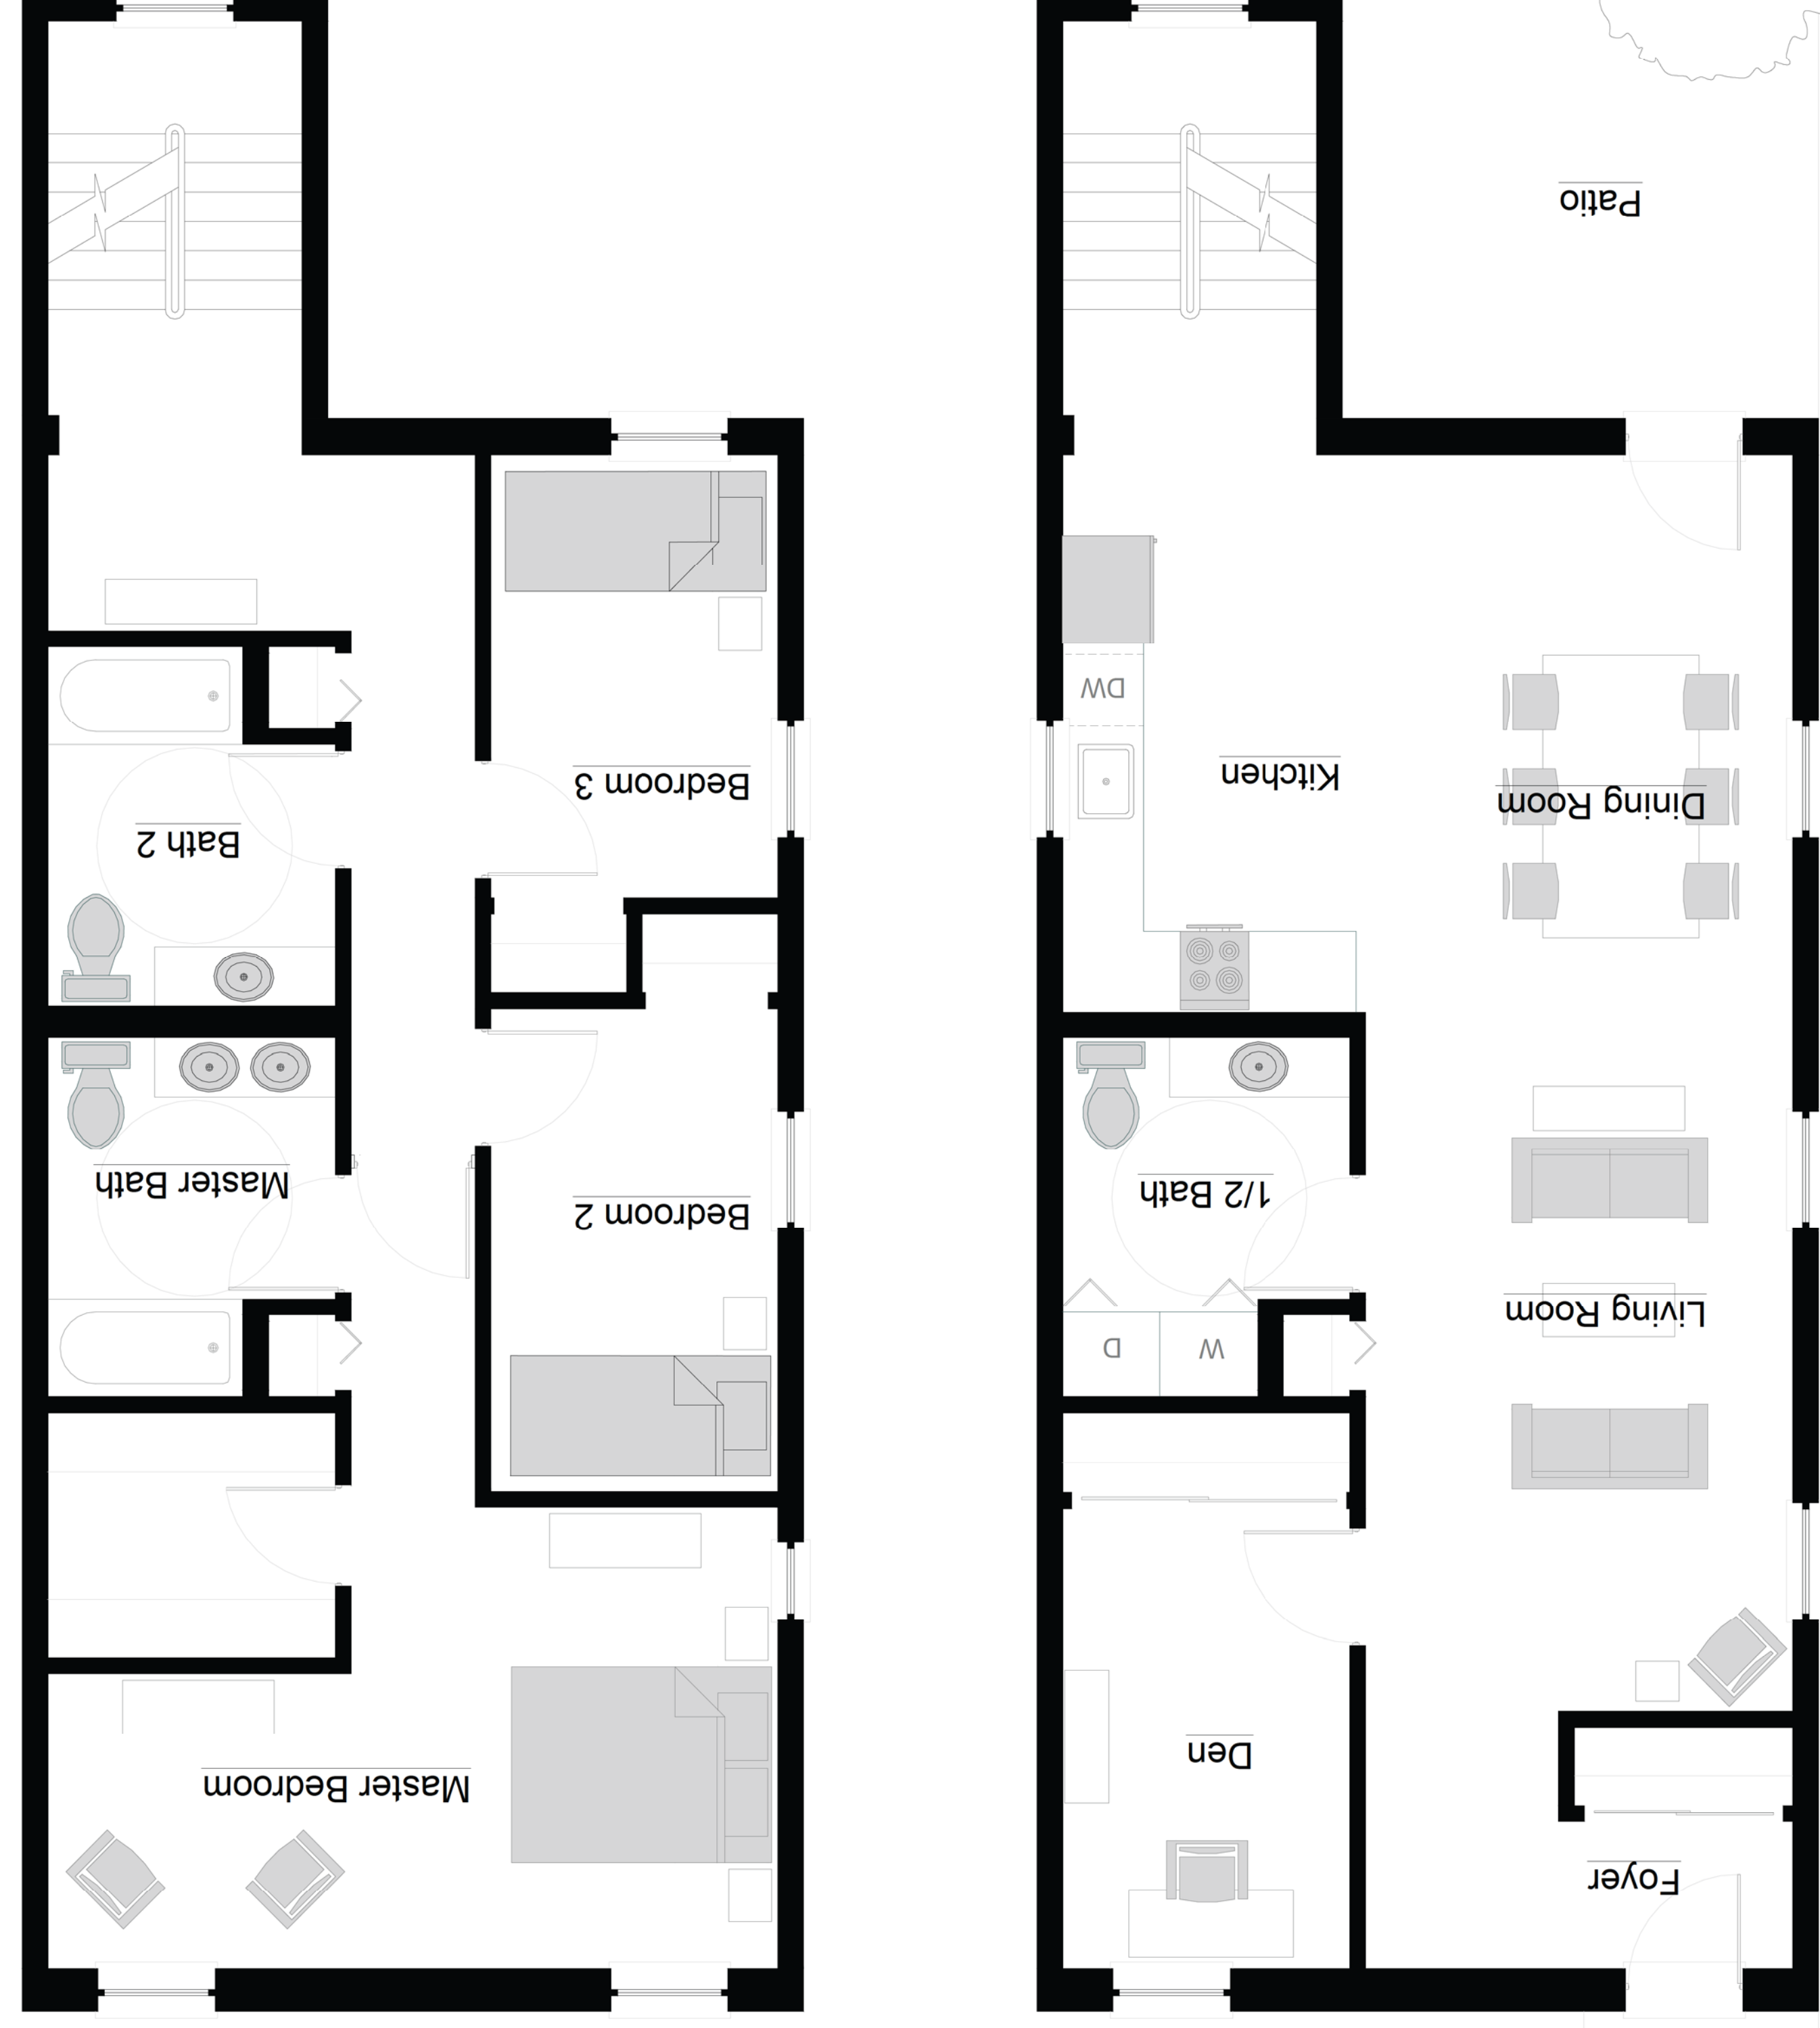 Foyer
Den
Living Room
W
D
1/2 Bath
Dining Room
Kitchen
DW
Patio
Master Bedroom
Bedroom 2
Master Bath
Bedroom 3
Bath 2